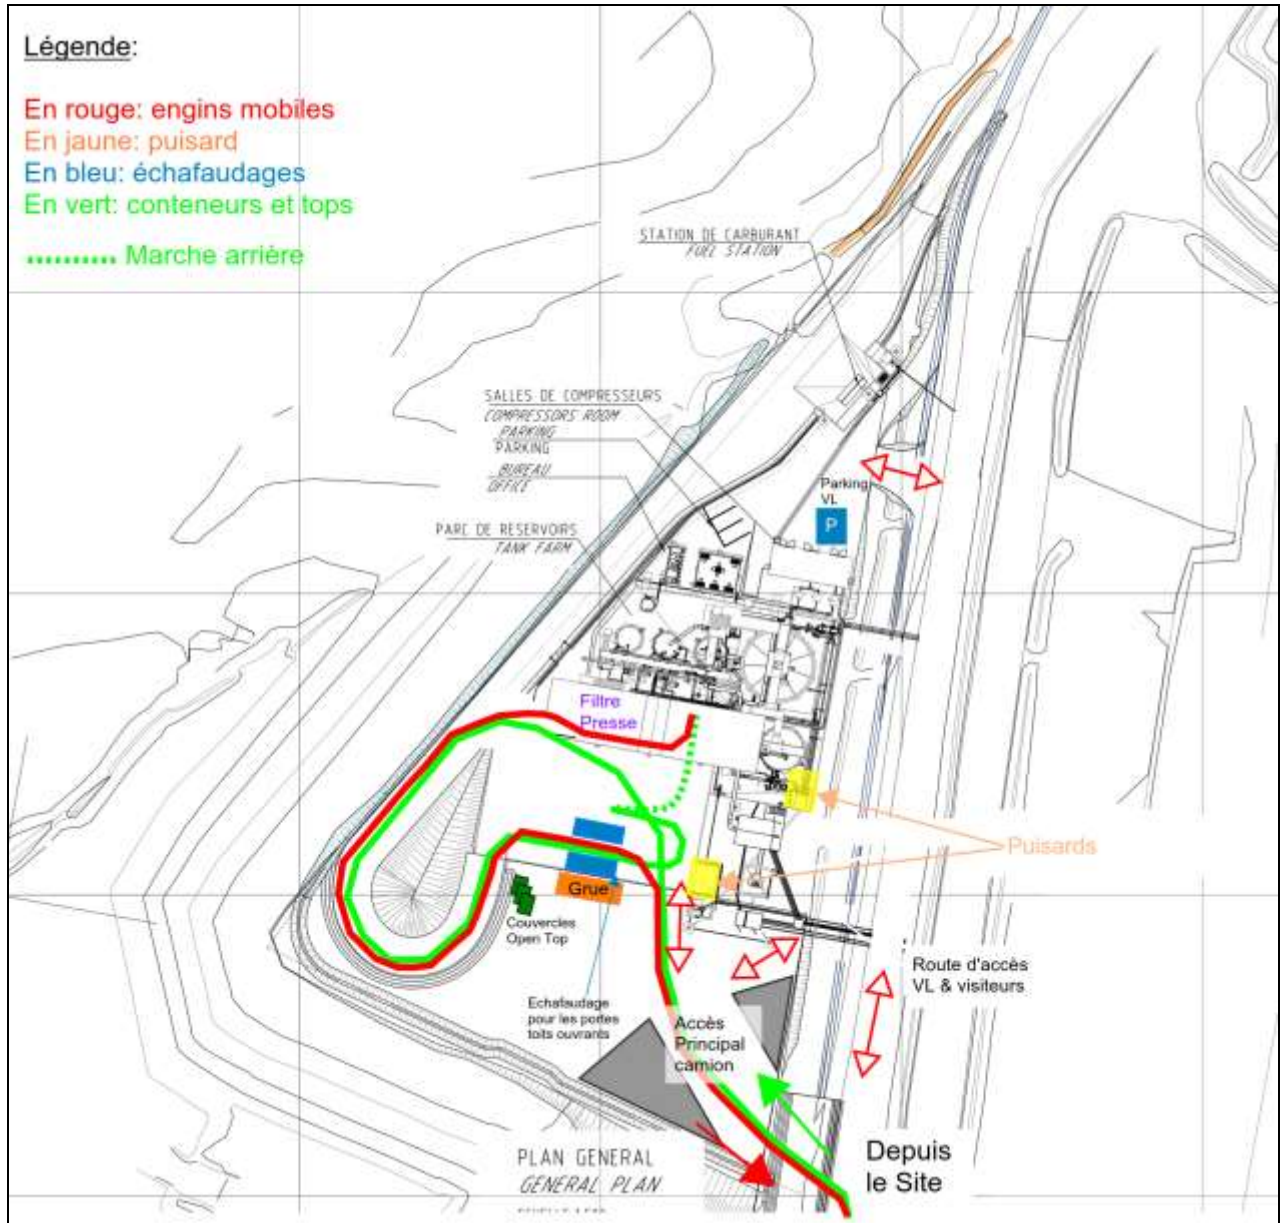 Légende:
En rouge: engins mobiles
En jaune: puisard
En bleu: échafaudages
En vert: conteneurs et tops
.......... Marche arrière
STATION DE CARBURANT
FUEL STATION
SALLES DE COMPRESSEURS
COMPRESSORS ROOM
PARKING
PARKING
BUREAU
OFFICE
Parking
VL
P
PARC DE RESERVOIRS
TANK FARM
Filtre
Presse
Puisards
Grue
Couvercles
Open Top
Route d'accès
VL & visiteurs
Echafaudage
pour les portes
toits ouvrants
Accès
Principal
camion
Depuis
le Site
PLAN GENERAL
GENERAL PLAN